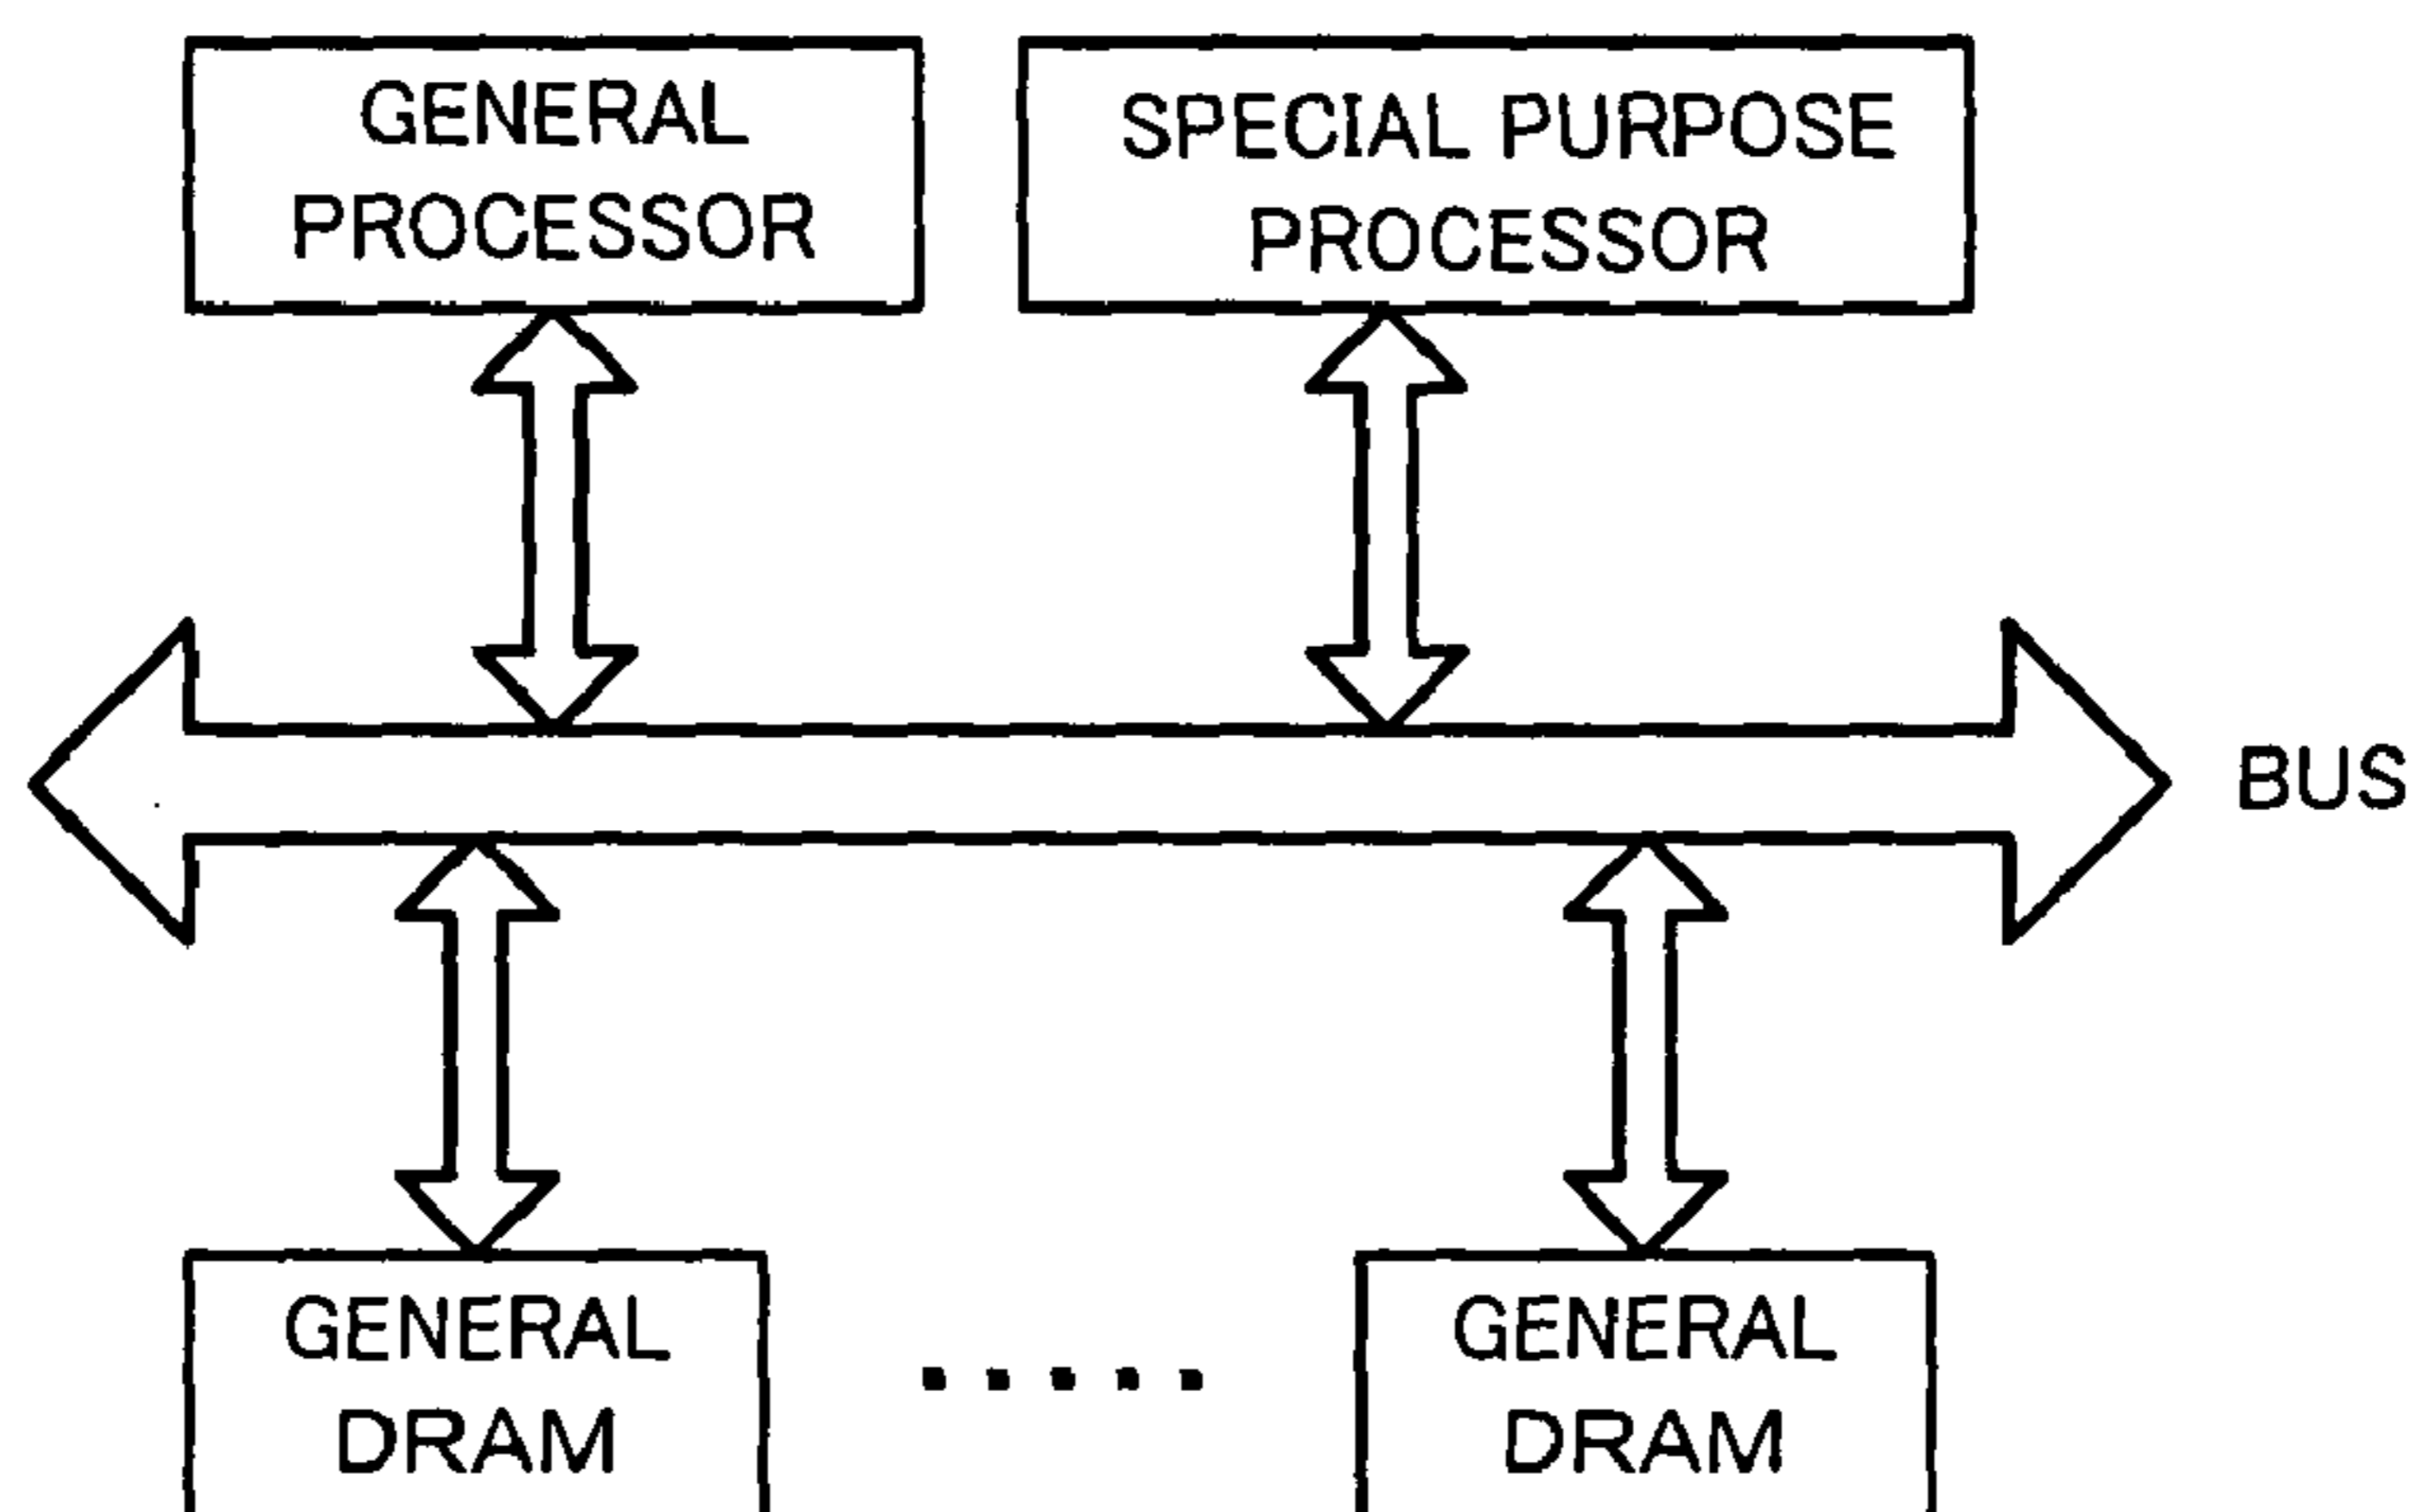 GENERAL
PROCESSOR
SPECIAL PURPOSE
PROCESSOR
BUS
GENERAL
DRAM
GENERAL
DRAM